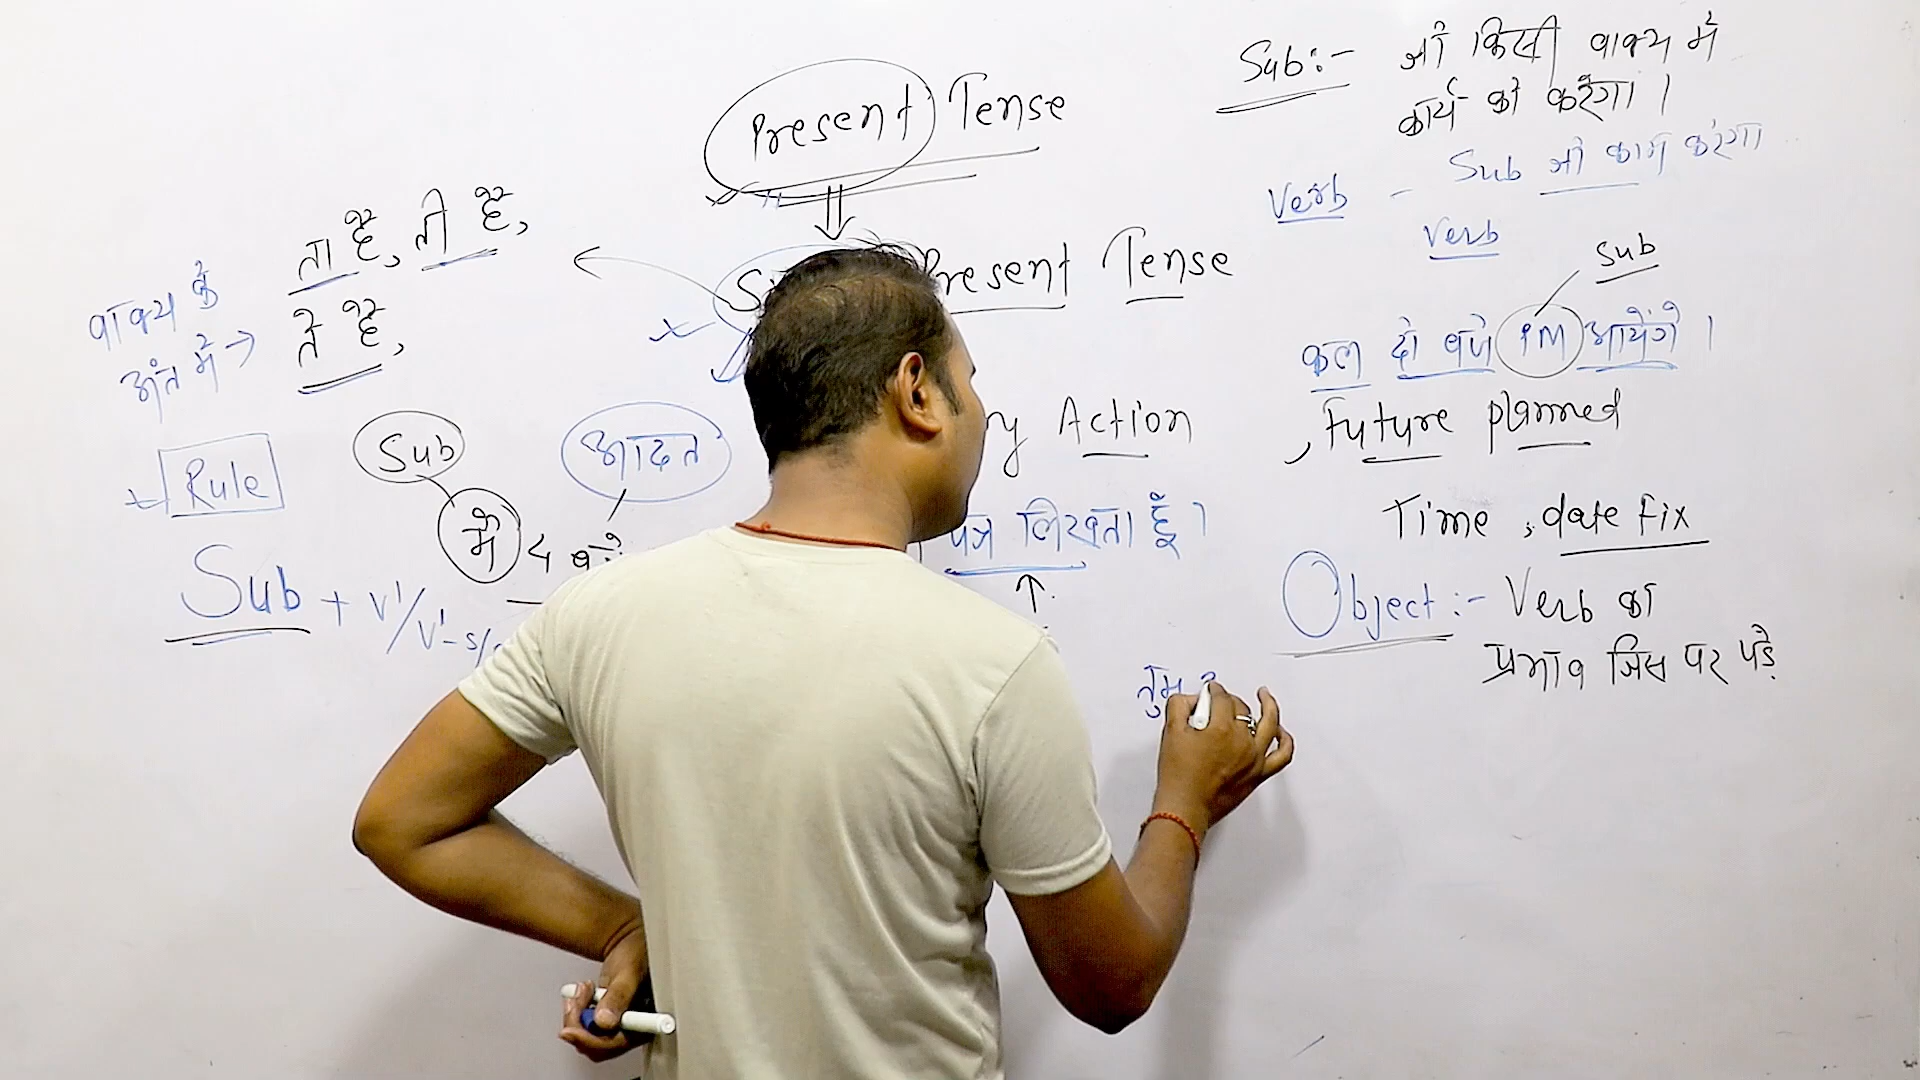 Present Tense
Present Tense
ता है, ती है,
ते है,
वाक्य के
अंत में →
Action
Rule
Sub
आदत
मैं
पत्र लिखता हूँ।
Sub + V¹/V¹-s/
तुम
Sub:- जो किसी वाक्य में
कार्य को करेगा।
Verb - Sub जो काम करेगा
Verb
Sub
कल दो बजे PM आयेंगे।
Future planned
Time, date fix
Object:- Verb का
प्रभाव जिस पर पड़े